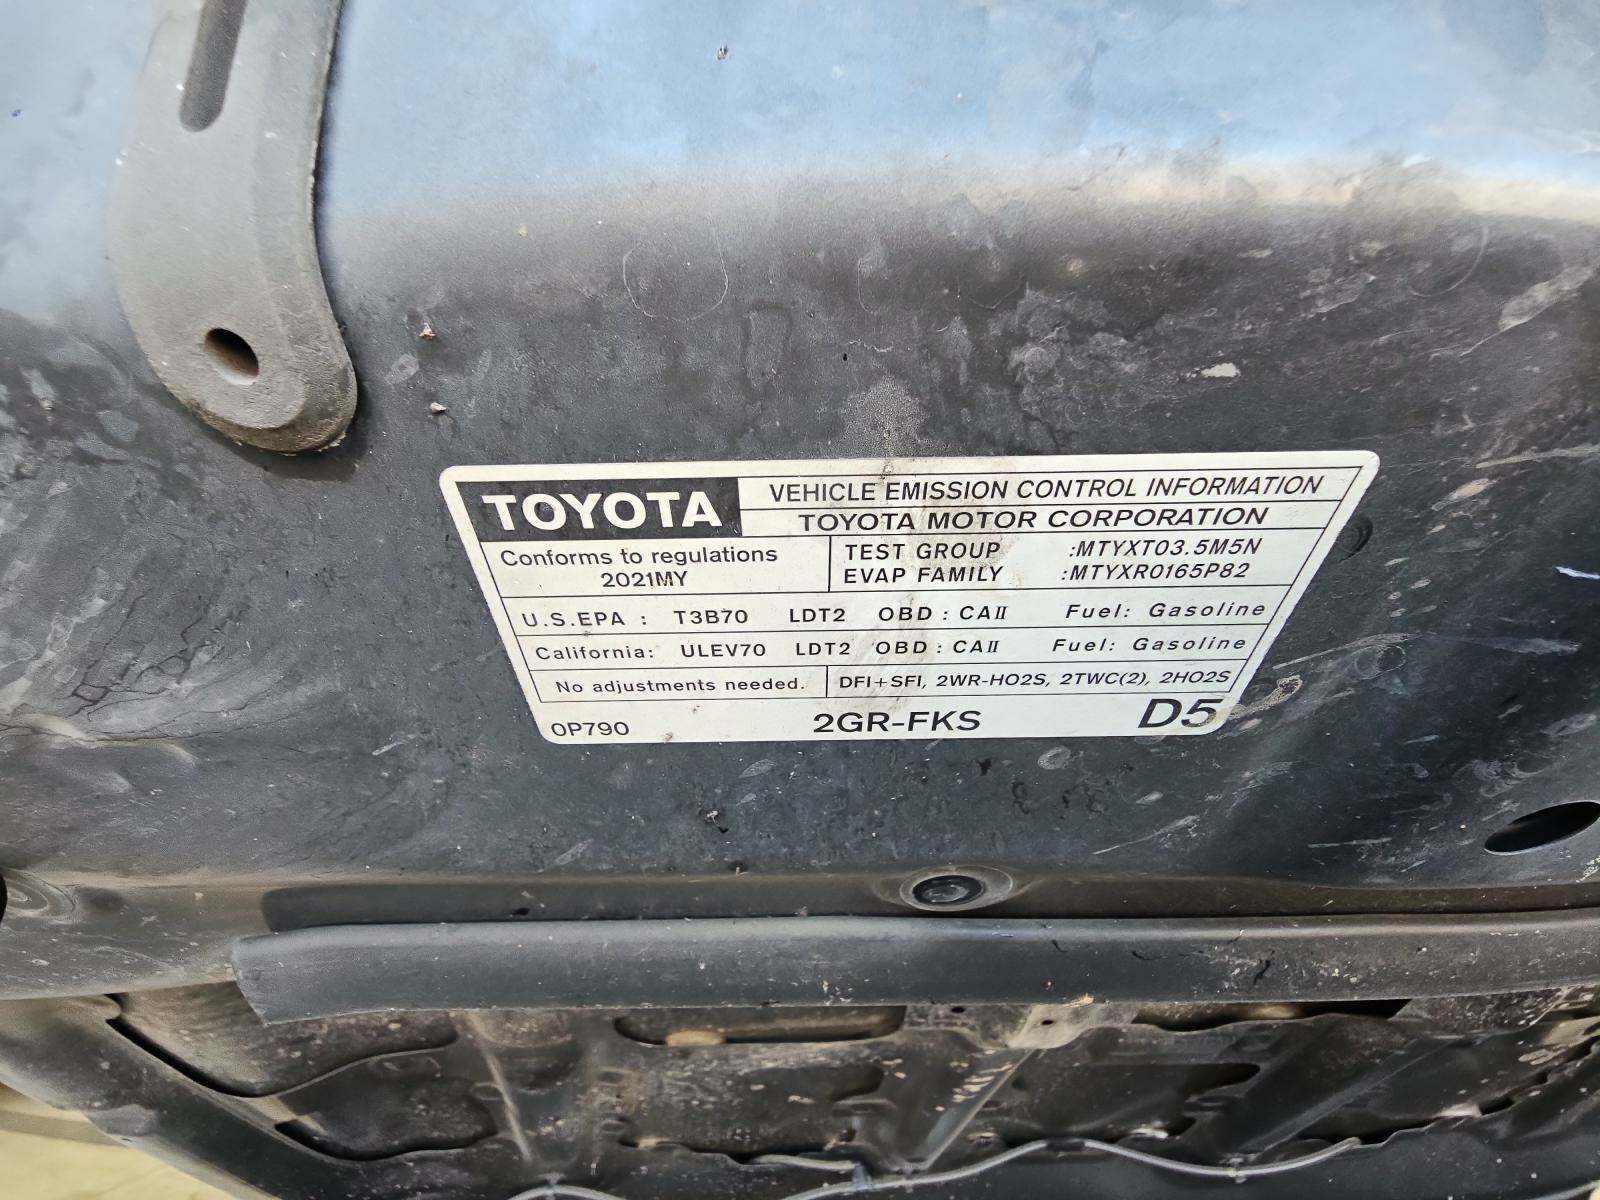 TOYOTA VEHICLE EMISSION CONTROL INFORMATION
TOYOTA MOTOR CORPORATION
Conforms to regulations
2021MY
TEST GROUP :MTYXT03.5M5N
EVAP FAMILY :MTYXR0165P82
U.S.EPA : T3B70 LDT2 OBD : CAII Fuel: Gasoline
California: ULEV70 LDT2 OBD : CAII Fuel: Gasoline
No adjustments needed. DFI+SFI, 2WR-HO2S, 2TWC(2), 2HO2S
0P790 2GR-FKS D5